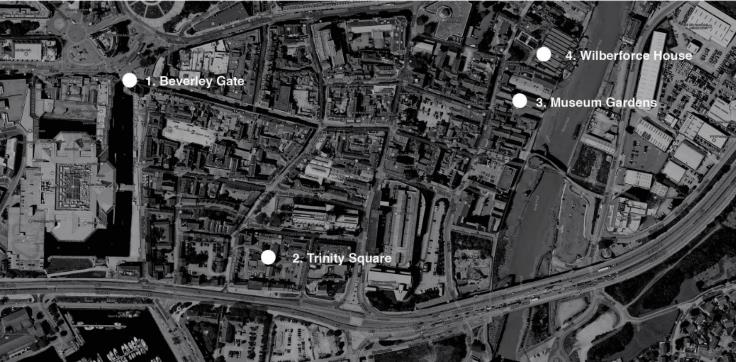 1. Beverley Gate
4. Wilberforce House
3. Museum Gardens
2. Trinity Square